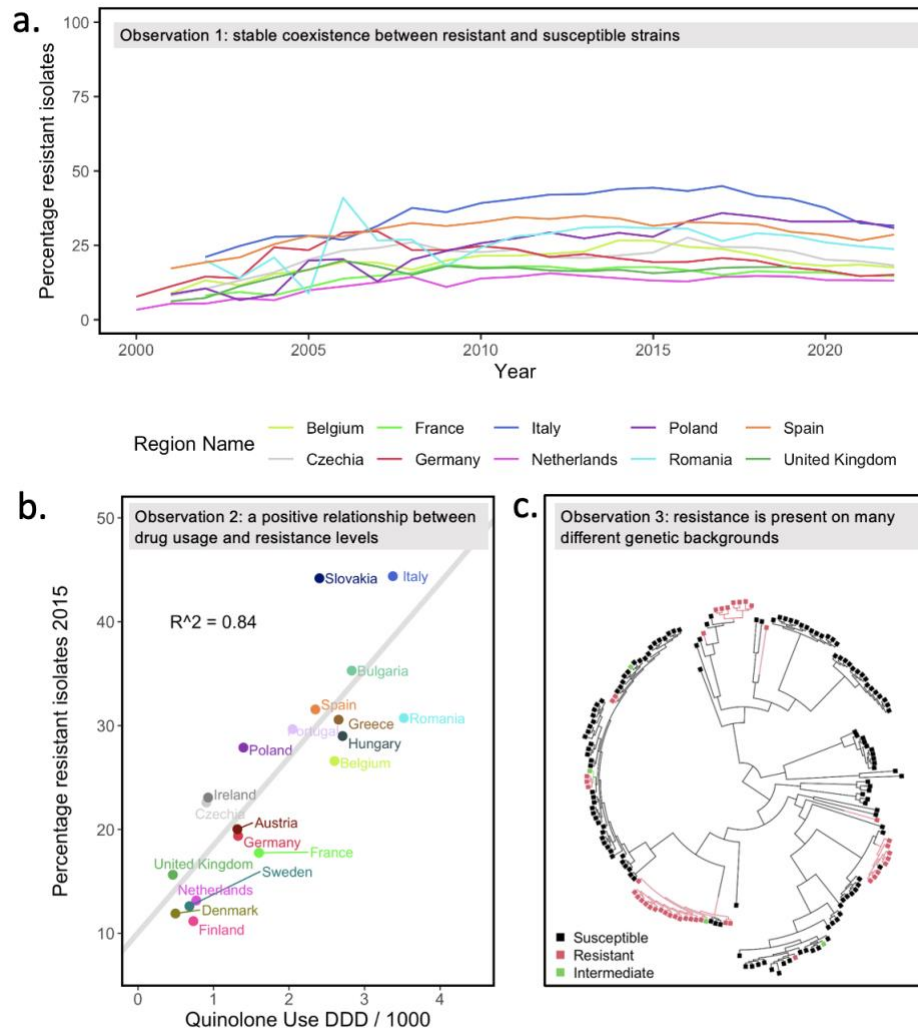 a.
Observation 1: stable coexistence between resistant and susceptible strains
Percentage resistant isolates
100
75
50
25
0
2000
2005
2010
2015
2020
Year
Region Name
Belgium
France
Italy
Poland
Spain
Czechia
Germany
Netherlands
Romania
United Kingdom
b.
Observation 2: a positive relationship between
drug usage and resistance levels
Percentage resistant isolates 2015
50
40
30
20
10
R^2 = 0.84
Slovakia
Italy
Bulgaria
Spain
Portugal
Greece
Romania
Hungary
Poland
Belgium
Ireland
Czechia
Austria
Germany
France
United Kingdom
Sweden
Netherlands
Denmark
Finland
0
1
2
3
4
Quinolone Use DDD / 1000
c.
Observation 3: resistance is present on many
different genetic backgrounds
Susceptible
Resistant
Intermediate